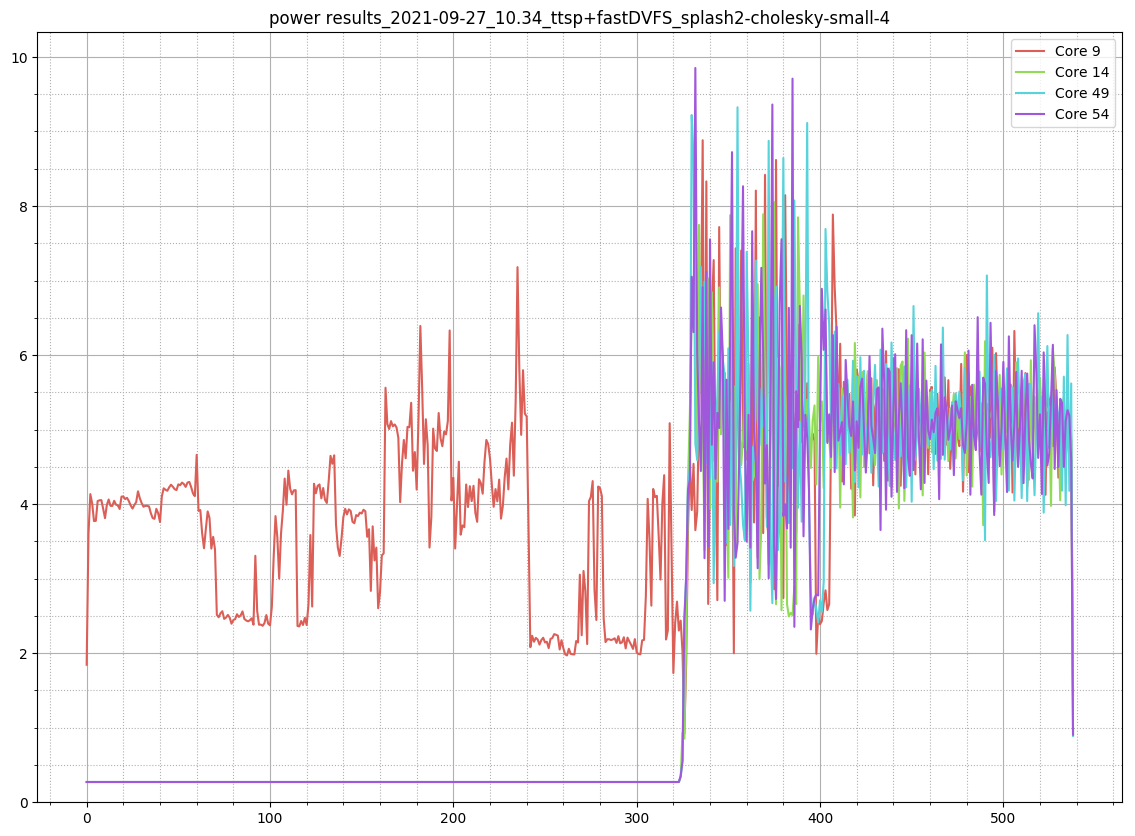 power results_2021-09-27_10.34_ttsp+fastDVFS_splash2-cholesky-small-4
Core 9
Core 14
Core 49
Core 54
10
8
6
4
2
0
0 100 200 300 400 500